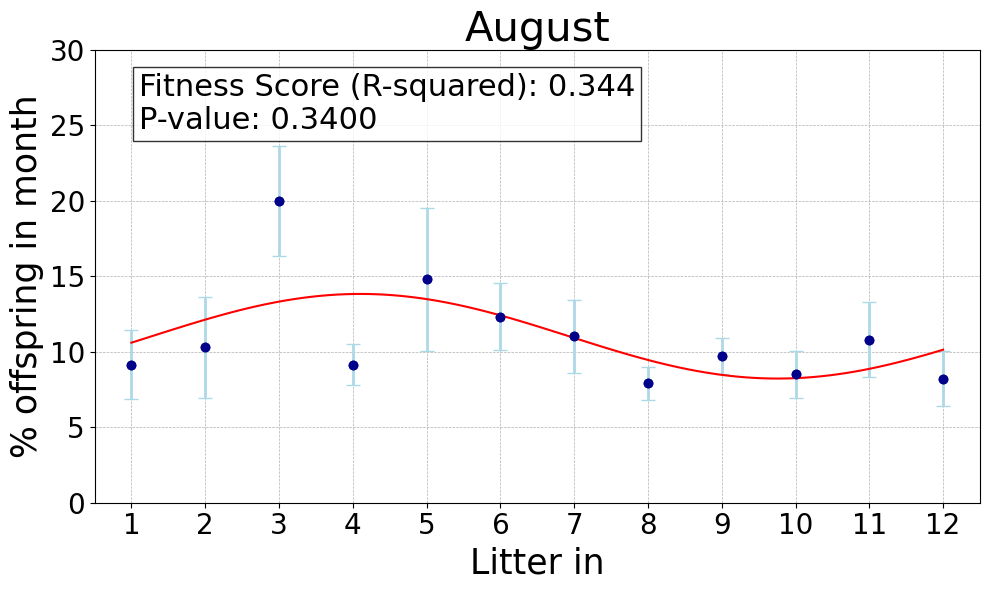 August
Fitness Score (R-squared): 0.344
P-value: 0.3400
% offspring in month
30
25
20
15
10
5
0
1 2 3 4 5 6 7 8 9 10 11 12
Litter in